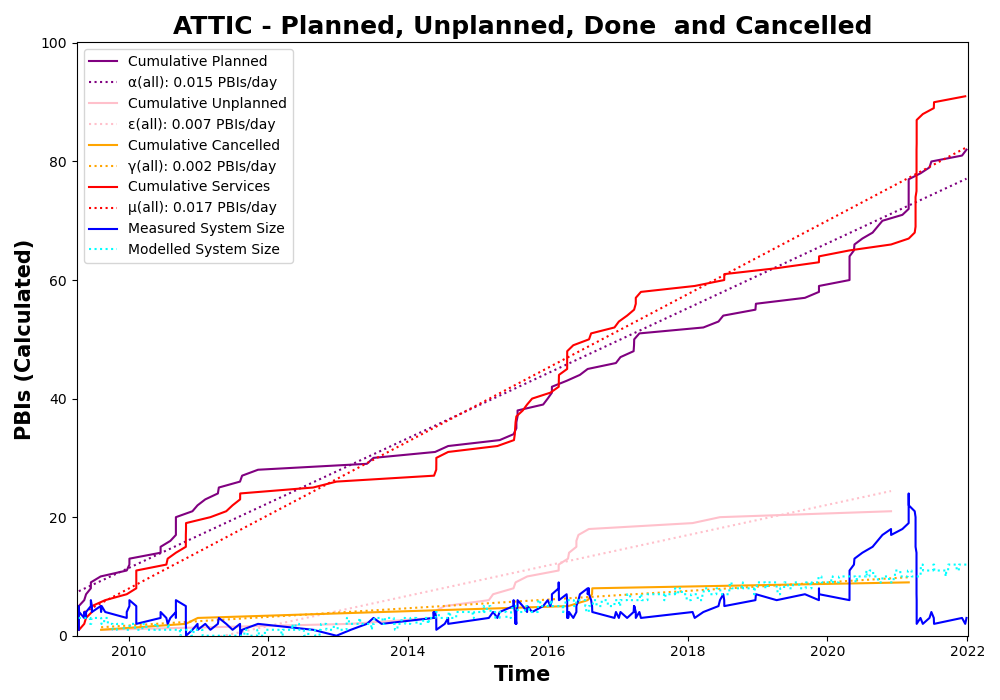 ATTIC - Planned, Unplanned, Done  and Cancelled
100
80
60
40
20
0
PBIs (Calculated)
Cumulative Planned
α(all): 0.015 PBIs/day
Cumulative Unplanned
ε(all): 0.007 PBIs/day
Cumulative Cancelled
γ(all): 0.002 PBIs/day
Cumulative Services
μ(all): 0.017 PBIs/day
Measured System Size
Modelled System Size
2010 2012 2014 2016 2018 2020 2022
Time